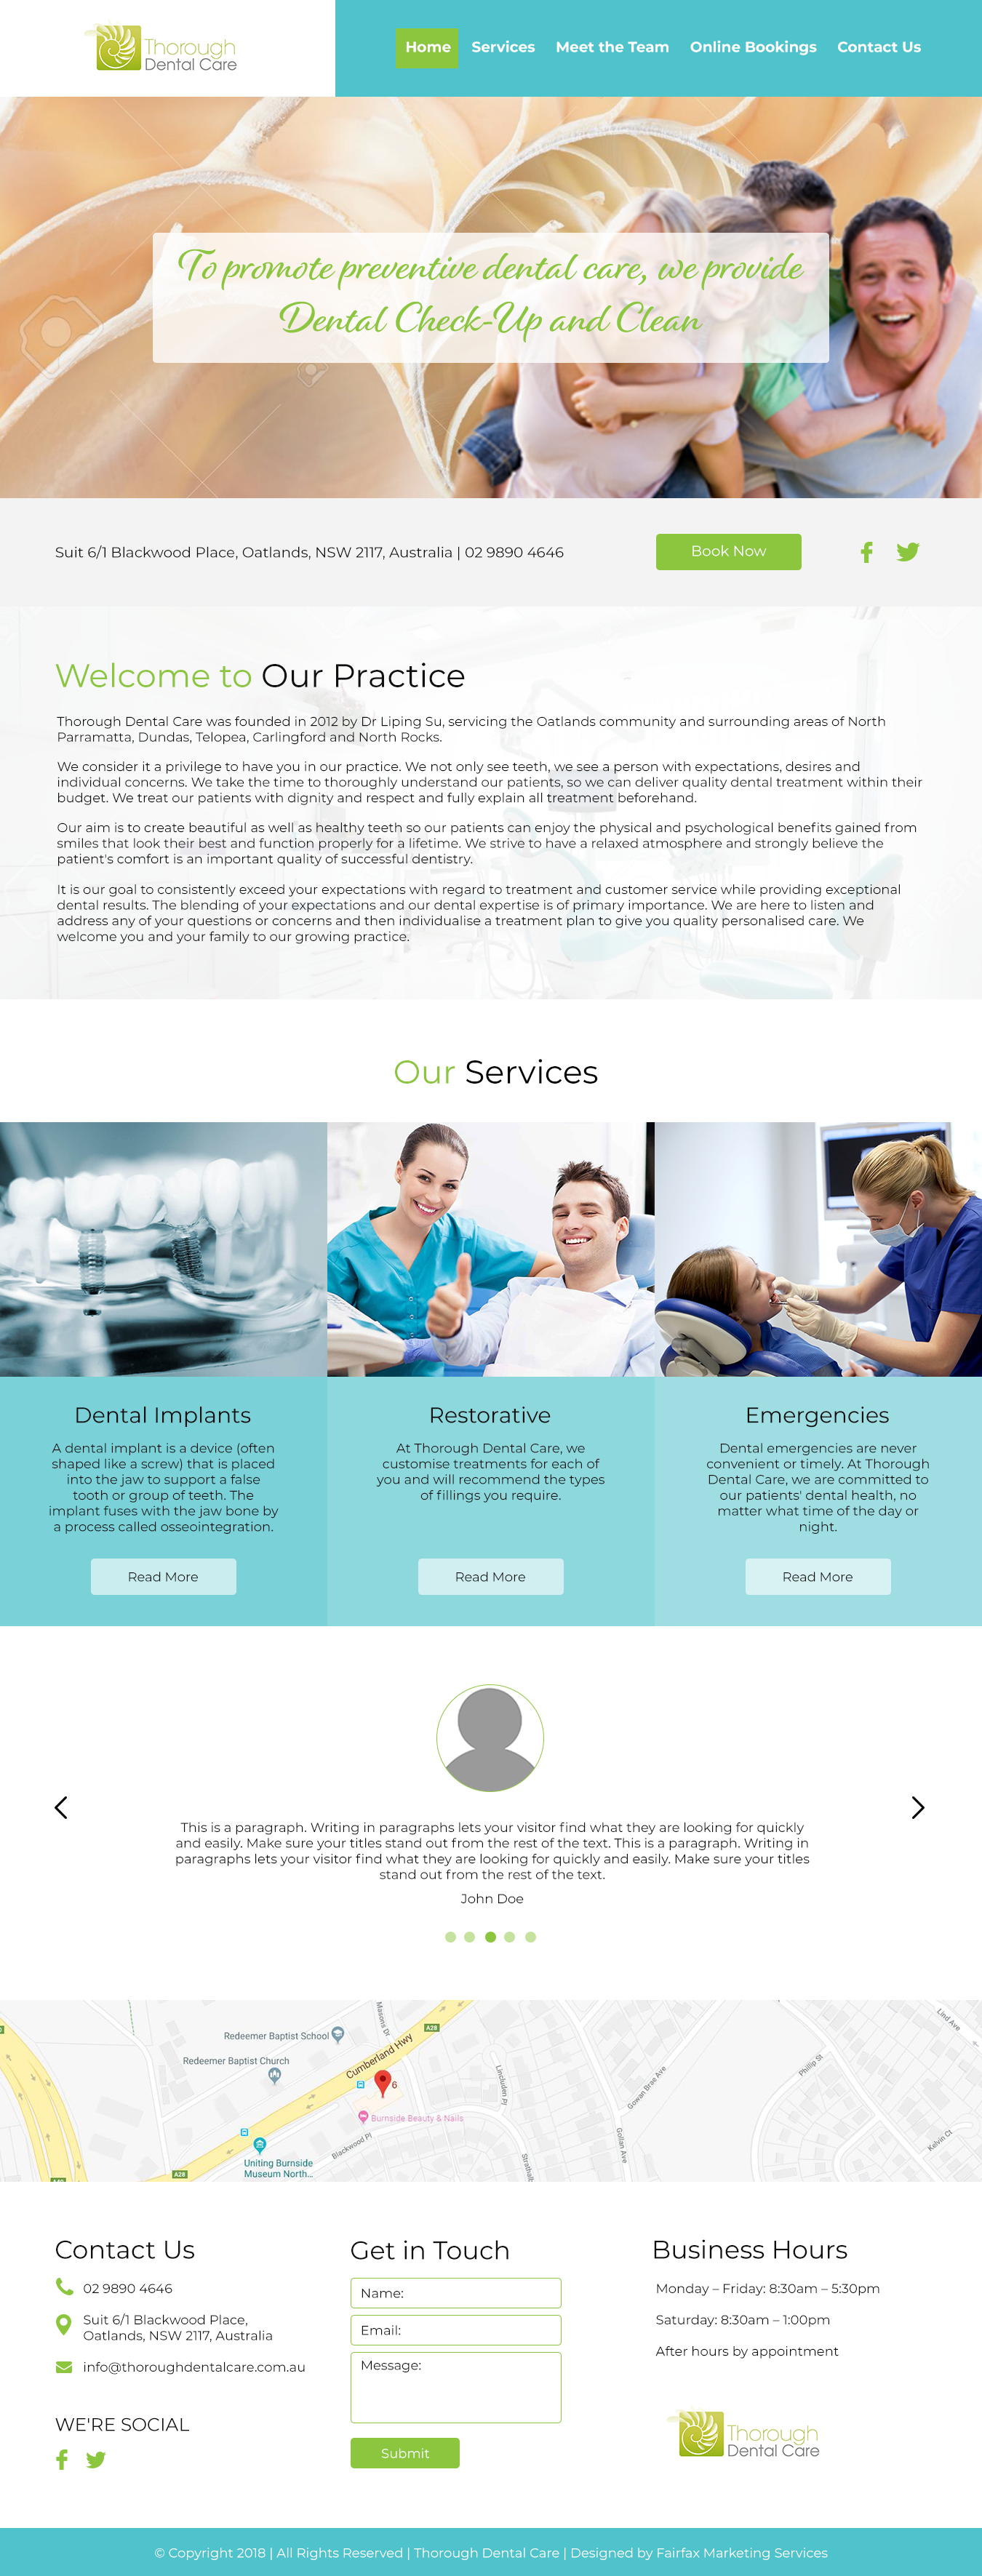 Thorough
Dental Care
Home
Services
Meet the Team
Online Bookings
Contact Us
To promote preventive dental care, we provide
Dental Check-Up and Clean
Suit 6/1 Blackwood Place, Oatlands, NSW 2117, Australia | 02 9890 4646
Book Now
Welcome to Our Practice
Thorough Dental Care was founded in 2012 by Dr Liping Su, servicing the Oatlands community and surrounding areas of North
Parramatta, Dundas, Telopea, Carlingford and North Rocks.
We consider it a privilege to have you in our practice. We not only see teeth, we see a person with expectations, desires and
individual concerns. We take the time to thoroughly understand our patients, so we can deliver quality dental treatment within their
budget. We treat our patients with dignity and respect and fully explain all treatment beforehand.
Our aim is to create beautiful as well as healthy teeth so our patients can enjoy the physical and psychological benefits gained from
smiles that look their best and function properly for a lifetime. We strive to have a relaxed atmosphere and strongly believe the
patient's comfort is an important quality of successful dentistry.
It is our goal to consistently exceed your expectations with regard to treatment and customer service while providing exceptional
dental results. The blending of your expectations and our dental expertise is of primary importance. We are here to listen and
address any of your questions or concerns and then individualise a treatment plan to give you quality personalised care. We
welcome you and your family to our growing practice.
Our Services
Dental Implants
A dental implant is a device (often
shaped like a screw) that is placed
into the jaw to support a false
tooth or group of teeth. The
implant fuses with the jaw bone by
a process called osseointegration.
Read More
Restorative
At Thorough Dental Care, we
customise treatments for each of
you and will recommend the types
of fillings you require.
Read More
Emergencies
Dental emergencies are never
convenient or timely. At Thorough
Dental Care, we are committed to
our patients' dental health, no
matter what time of the day or
night.
Read More
This is a paragraph. Writing in paragraphs lets your visitor find what they are looking for quickly
and easily. Make sure your titles stand out from the rest of the text. This is a paragraph. Writing in
paragraphs lets your visitor find what they are looking for quickly and easily. Make sure your titles
stand out from the rest of the text.
John Doe
Masons Dr
A28
Redeemer Baptist School
Cumberland Hwy
Redeemer Baptist Church
6
Burnside Beauty & Nails
Blackwood Pl
Uniting Burnside
Museum North...
A28
Lincluden Pl
Gowan Brae Ave
Gollan Ave
Phillip St
Lind Ave
Kelvin Ct
Contact Us
02 9890 4646
Suit 6/1 Blackwood Place,
Oatlands, NSW 2117, Australia
info@thoroughdentalcare.com.au
WE'RE SOCIAL
Get in Touch
Name:
Email:
Message:
Submit
Business Hours
Monday – Friday: 8:30am – 5:30pm
Saturday: 8:30am – 1:00pm
After hours by appointment
Thorough
Dental Care
© Copyright 2018 | All Rights Reserved | Thorough Dental Care | Designed by Fairfax Marketing Services